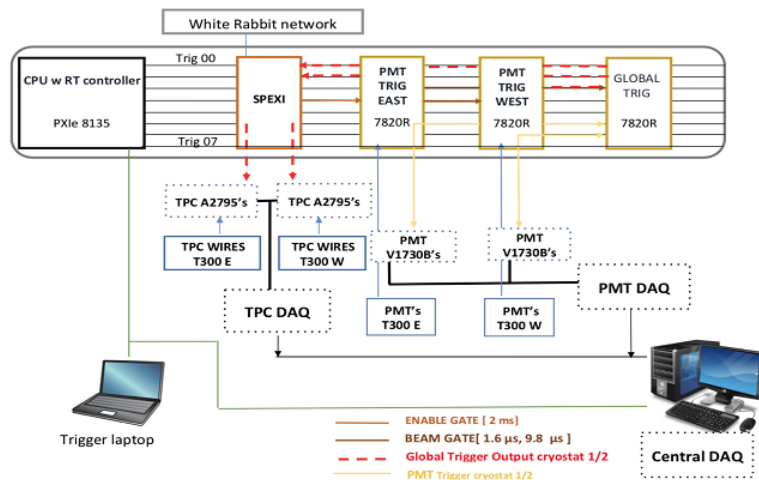 White Rabbit network
Trig 00
CPU w RT controller
PXIe 8135
Trig 07
SPEXI
PMT
TRIG
EAST
7820R
PMT
TRIG
WEST
7820R
GLOBAL
TRIG
7820R
TPC A2795's
TPC A2795's
TPC WIRES
T300 E
TPC WIRES
T300 W
PMT
V1730B's
PMT
V1730B's
TPC DAQ
PMT's
T300 E
PMT's
T300 W
PMT DAQ
Trigger laptop
ENABLE GATE [ 2 ms]
BEAM GATE[ 1.6 μs, 9.8 μs ]
Global Trigger Output cryostat 1/2
PMT Trigger cryostat 1/2
Central DAQ